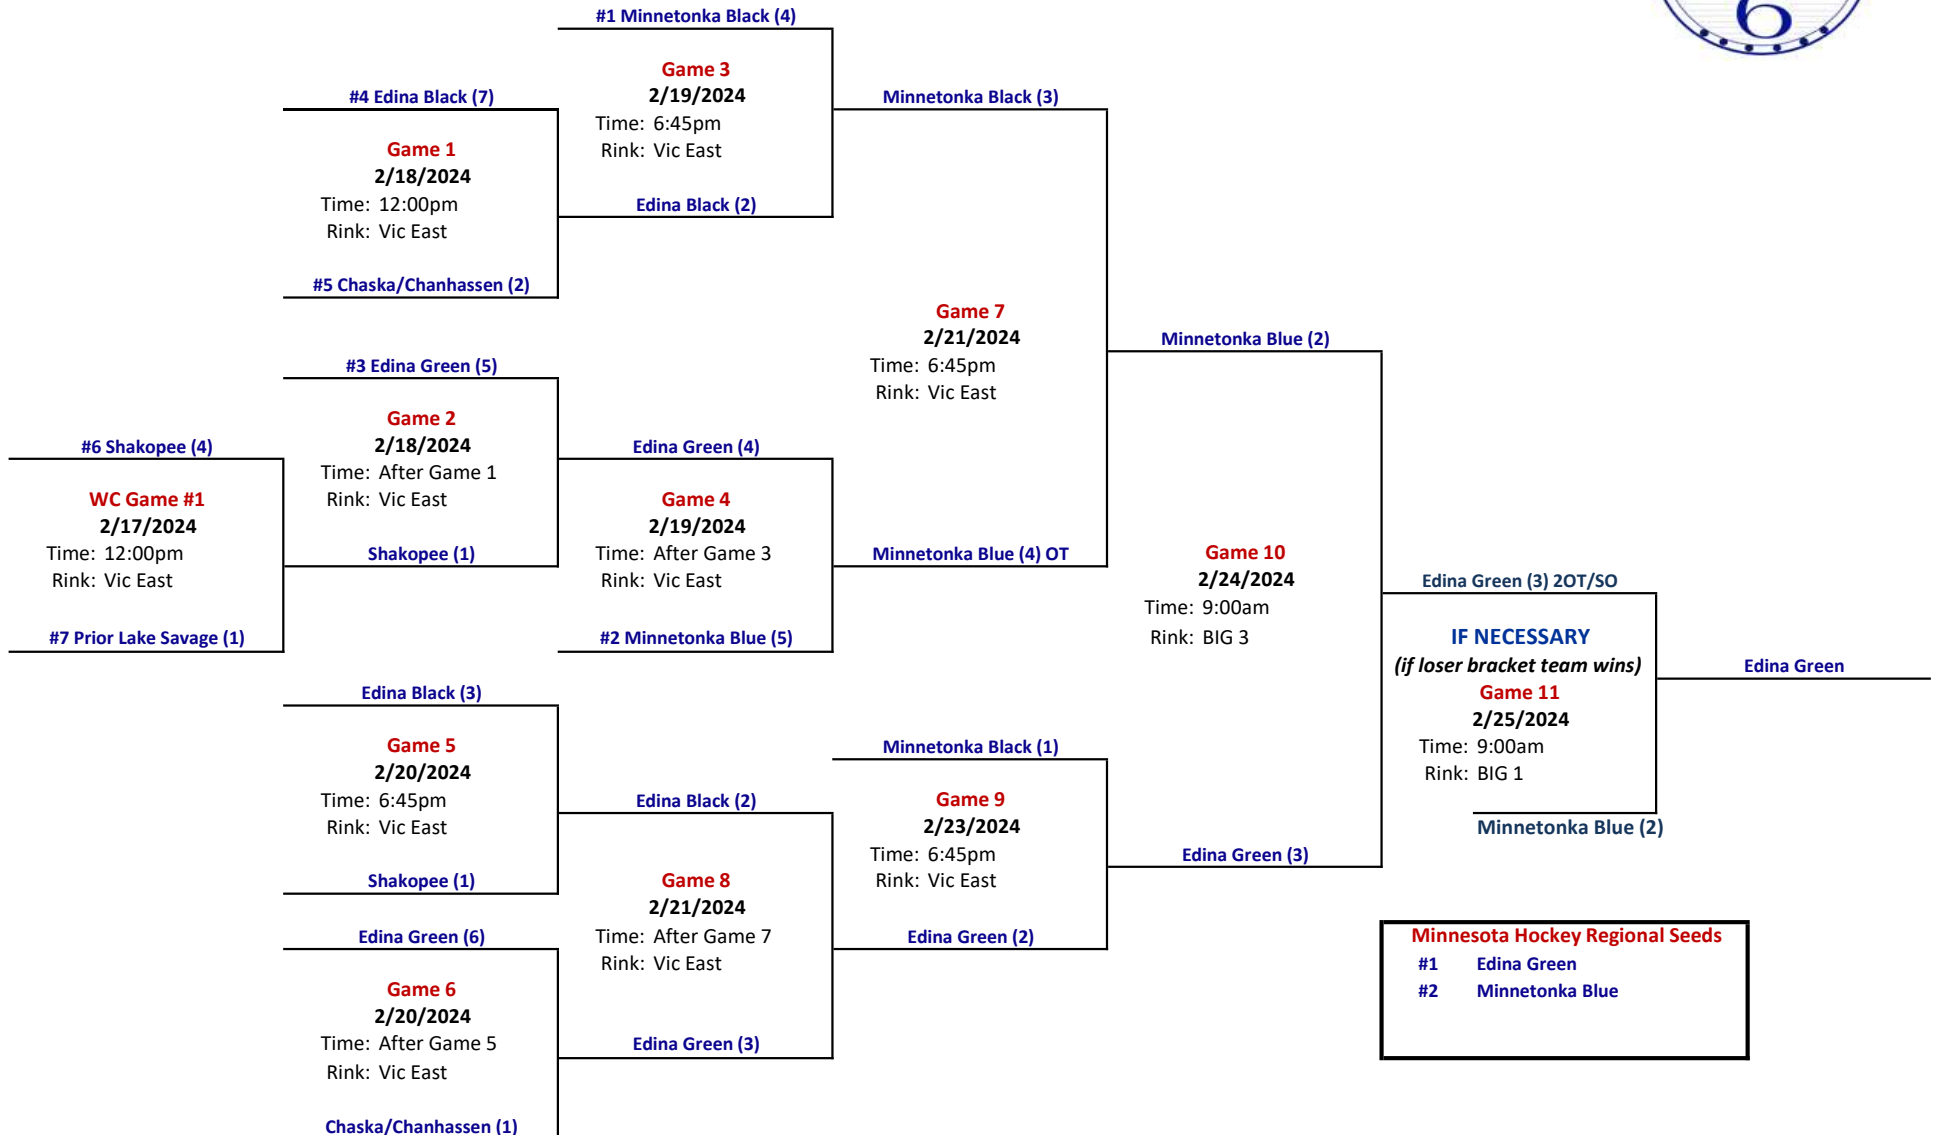 6
#1 Minnetonka Black (4)
Game 3
2/19/2024
Time: 6:45pm
Rink: Vic East
#4 Edina Black (7)
Minnetonka Black (3)
Game 1
2/18/2024
Time: 12:00pm
Rink: Vic East
Edina Black (2)
#5 Chaska/Chanhassen (2)
Game 7
2/21/2024
Time: 6:45pm
Rink: Vic East
Minnetonka Blue (2)
#3 Edina Green (5)
Game 2
2/18/2024
Time: After Game 1
Rink: Vic East
#6 Shakopee (4)
Edina Green (4)
WC Game #1
2/17/2024
Time: 12:00pm
Rink: Vic East
Game 4
2/19/2024
Time: After Game 3
Rink: Vic East
Shakopee (1)
Minnetonka Blue (4) OT
Game 10
2/24/2024
Time: 9:00am
Rink: BIG 3
Edina Green (3) 2OT/SO
#7 Prior Lake Savage (1)
#2 Minnetonka Blue (5)
IF NECESSARY
(if loser bracket team wins)
Game 11
2/25/2024
Time: 9:00am
Rink: BIG 1
Edina Green
Edina Black (3)
Game 5
2/20/2024
Time: 6:45pm
Rink: Vic East
Minnetonka Black (1)
Edina Black (2)
Game 9
2/23/2024
Time: 6:45pm
Rink: Vic East
Minnetonka Blue (2)
Edina Green (3)
Shakopee (1)
Game 8
2/21/2024
Time: After Game 7
Rink: Vic East
Edina Green (6)
Edina Green (2)
Game 6
2/20/2024
Time: After Game 5
Rink: Vic East
Edina Green (3)
Chaska/Chanhassen (1)
Minnesota Hockey Regional Seeds
#1 Edina Green
#2 Minnetonka Blue